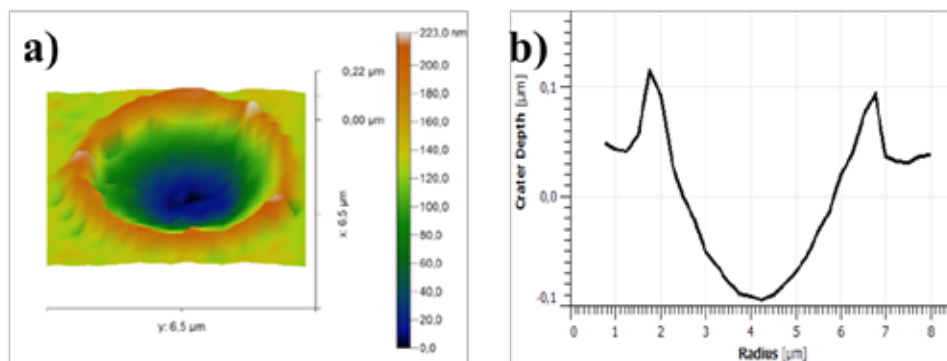 a)
0,22 µm
0,00 µm
x: 6.5 µm
y: 6.5 µm
223,0 nm
200,0
180,0
160,0
140,0
120,0
100,0
80,0
60,0
40,0
20,0
0,0
b)
Crater Depth [µm]
0,1
0,0
-0,1
0 1 2 3 4 5 6 7 8
Radius [µm]